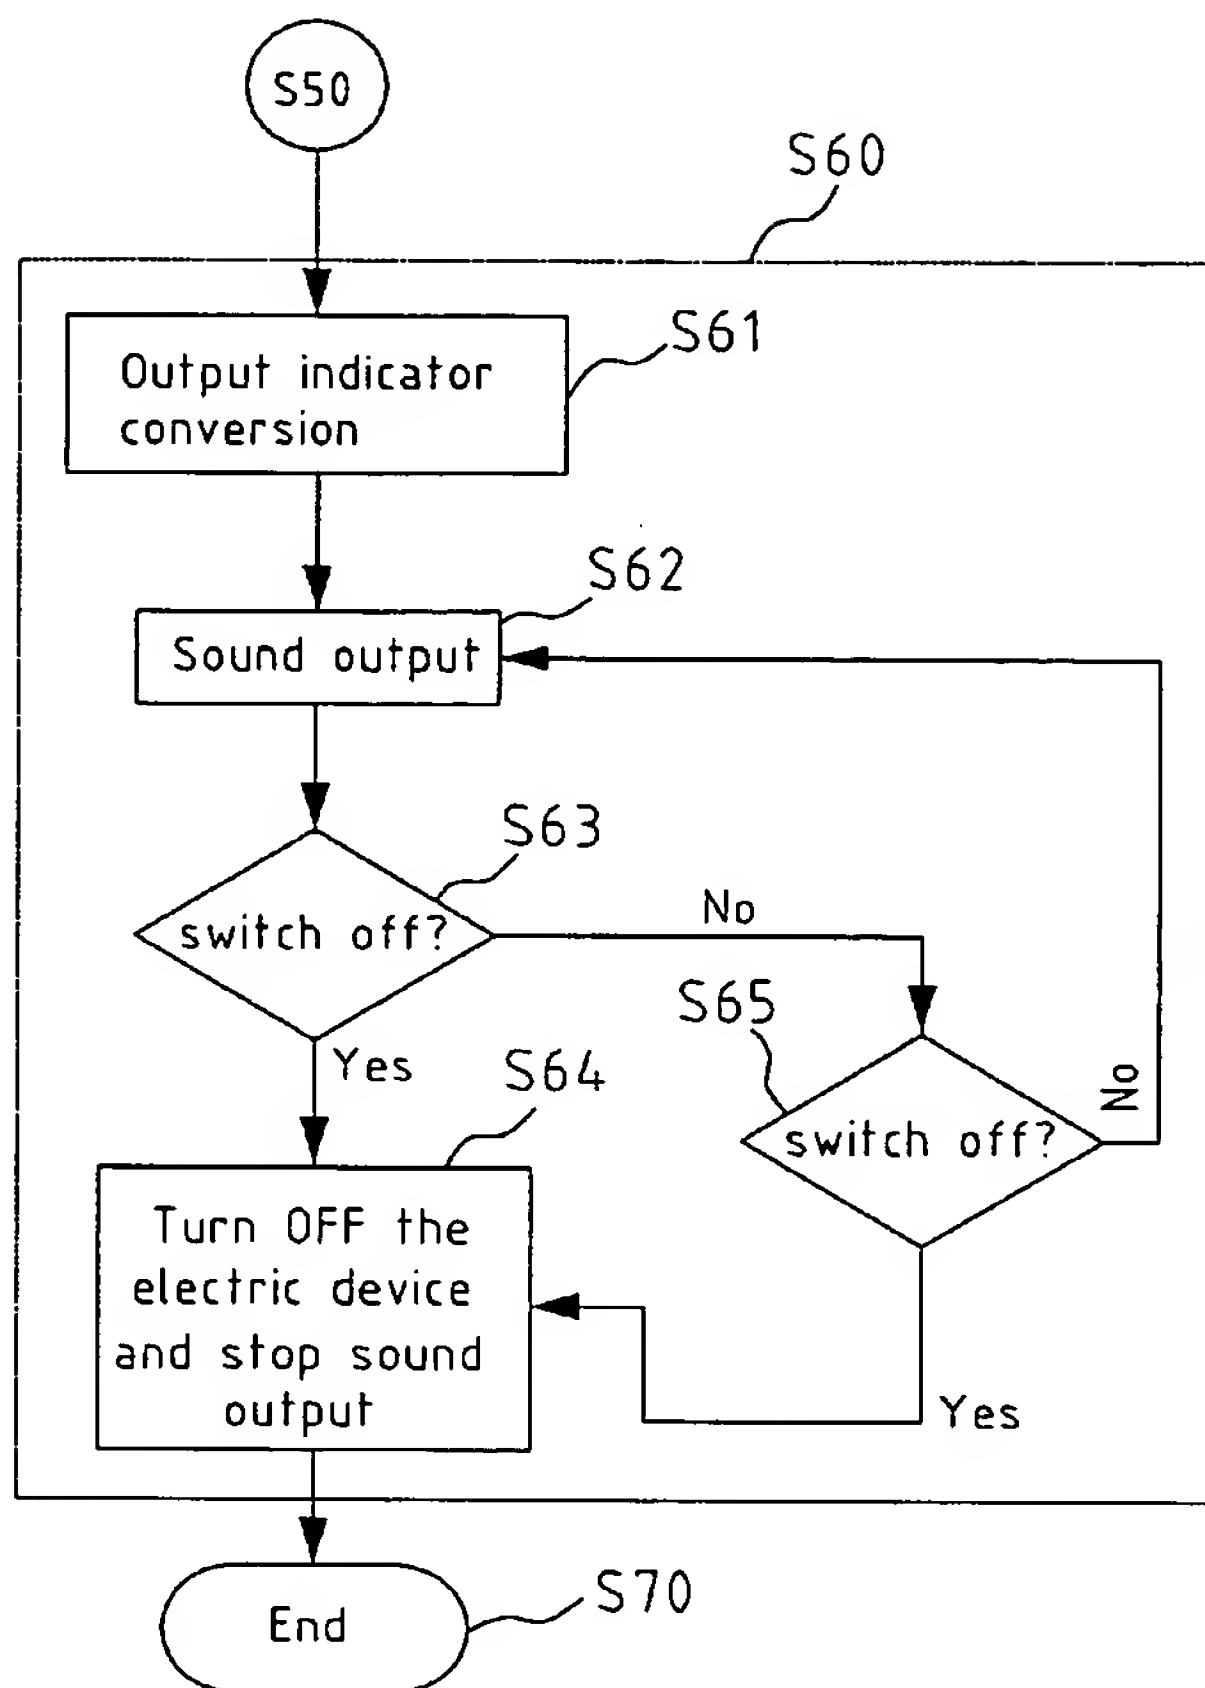 S50
S60
Output indicator
conversion
S61
S62
Sound output
S63
switch off?
No
S65
switch off?
No
Yes
S64
Turn OFF the
electric device
and stop sound
output
Yes
End
S70